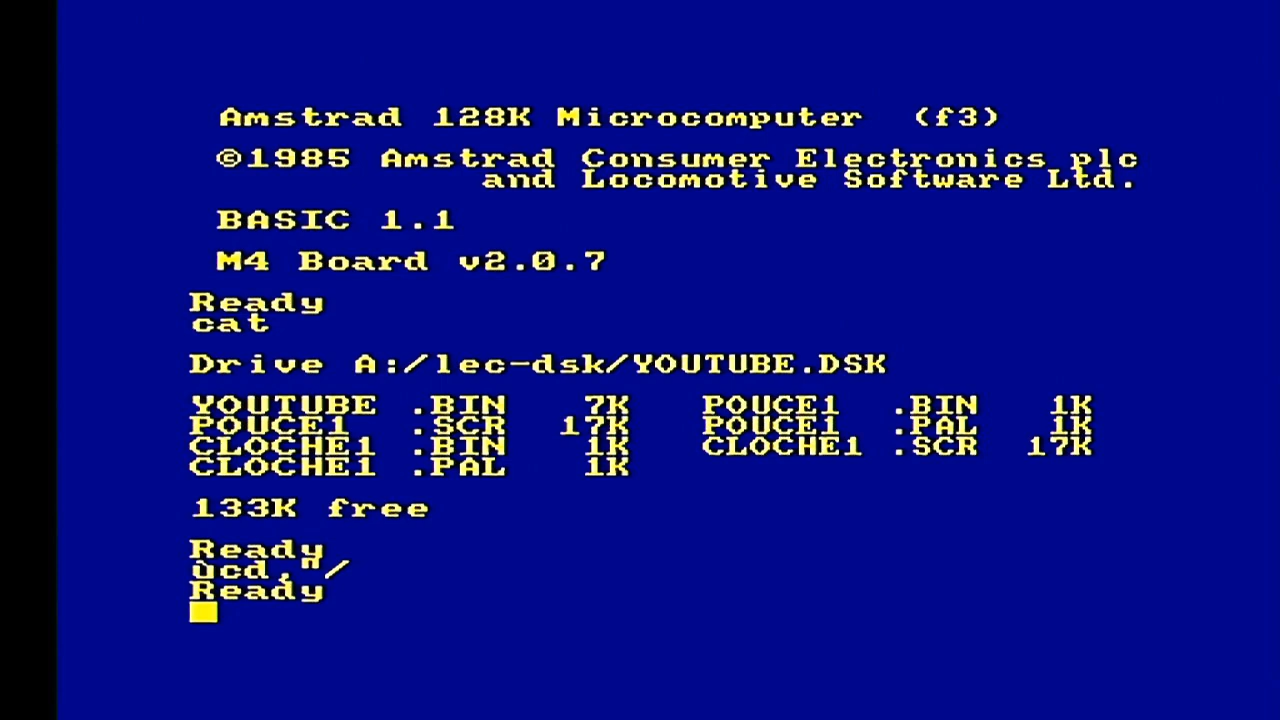 Amstrad 128K Microcomputer (f3)
©1985 Amstrad Consumer Electronics plc
and Locomotive Software Ltd.
BASIC 1.1
M4 Board v2.0.7
Ready
cat
Drive A:/lec-dsk/YOUTUBE.DSK
YOUTUBE .BIN 7K POUCE1 .BIN 1K
POUCE1 .SCR 17K POUCE1 .PAL 1K
CLOCHE1 .BIN 1K CLOCHE1 .SCR 17K
CLOCHE1 .PAL 1K
133K free
Ready
ùcd,"/
Ready